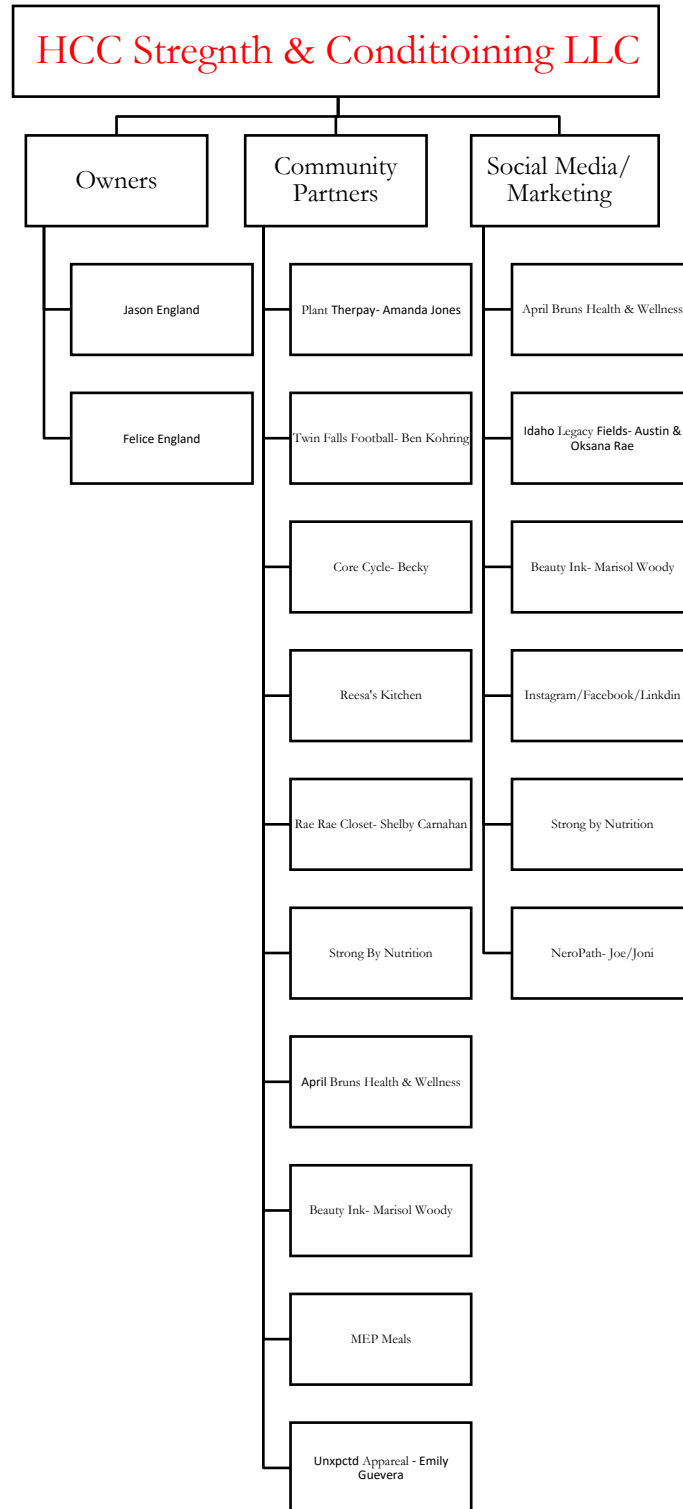 HCC Stregnth & Conditioining LLC
Owners
Jason England
Felice England
Community
Partners
Plant Therpay- Amanda Jones
Twin Falls Football- Ben Kohring
Core Cycle- Becky
Reesa's Kitchen
Rae Rae Closet- Shelby Carnahan
Strong By Nutrition
April Bruns Health & Wellness
Beauty Ink- Marisol Woody
MEP Meals
Unxpctd Appareal - Emily
Guevera
Social Media/
Marketing
April Bruns Health & Wellness
Idaho Legacy Fields- Austin &
Oksana Rae
Beauty Ink- Marisol Woody
Instagram/Facebook/Linkdin
Strong by Nutrition
NeroPath- Joe/Joni